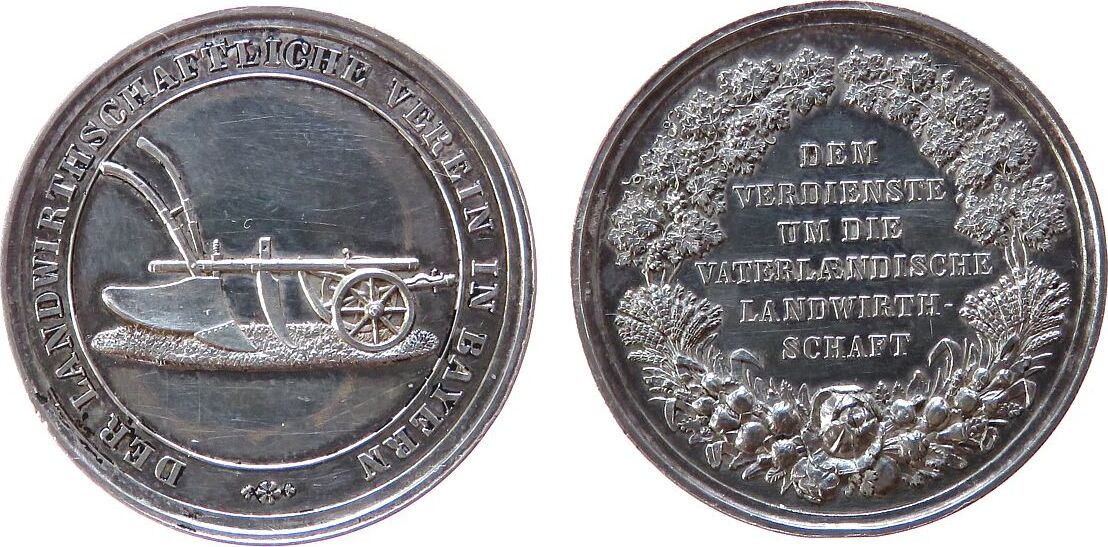 DER LANDWIRTHSCHAFTLICHE VEREIN IN BAYERN
DEM
VERDIENSTE
UM DIE
VATERLÆNDISCHE
LANDWIRTH-
SCHAFT